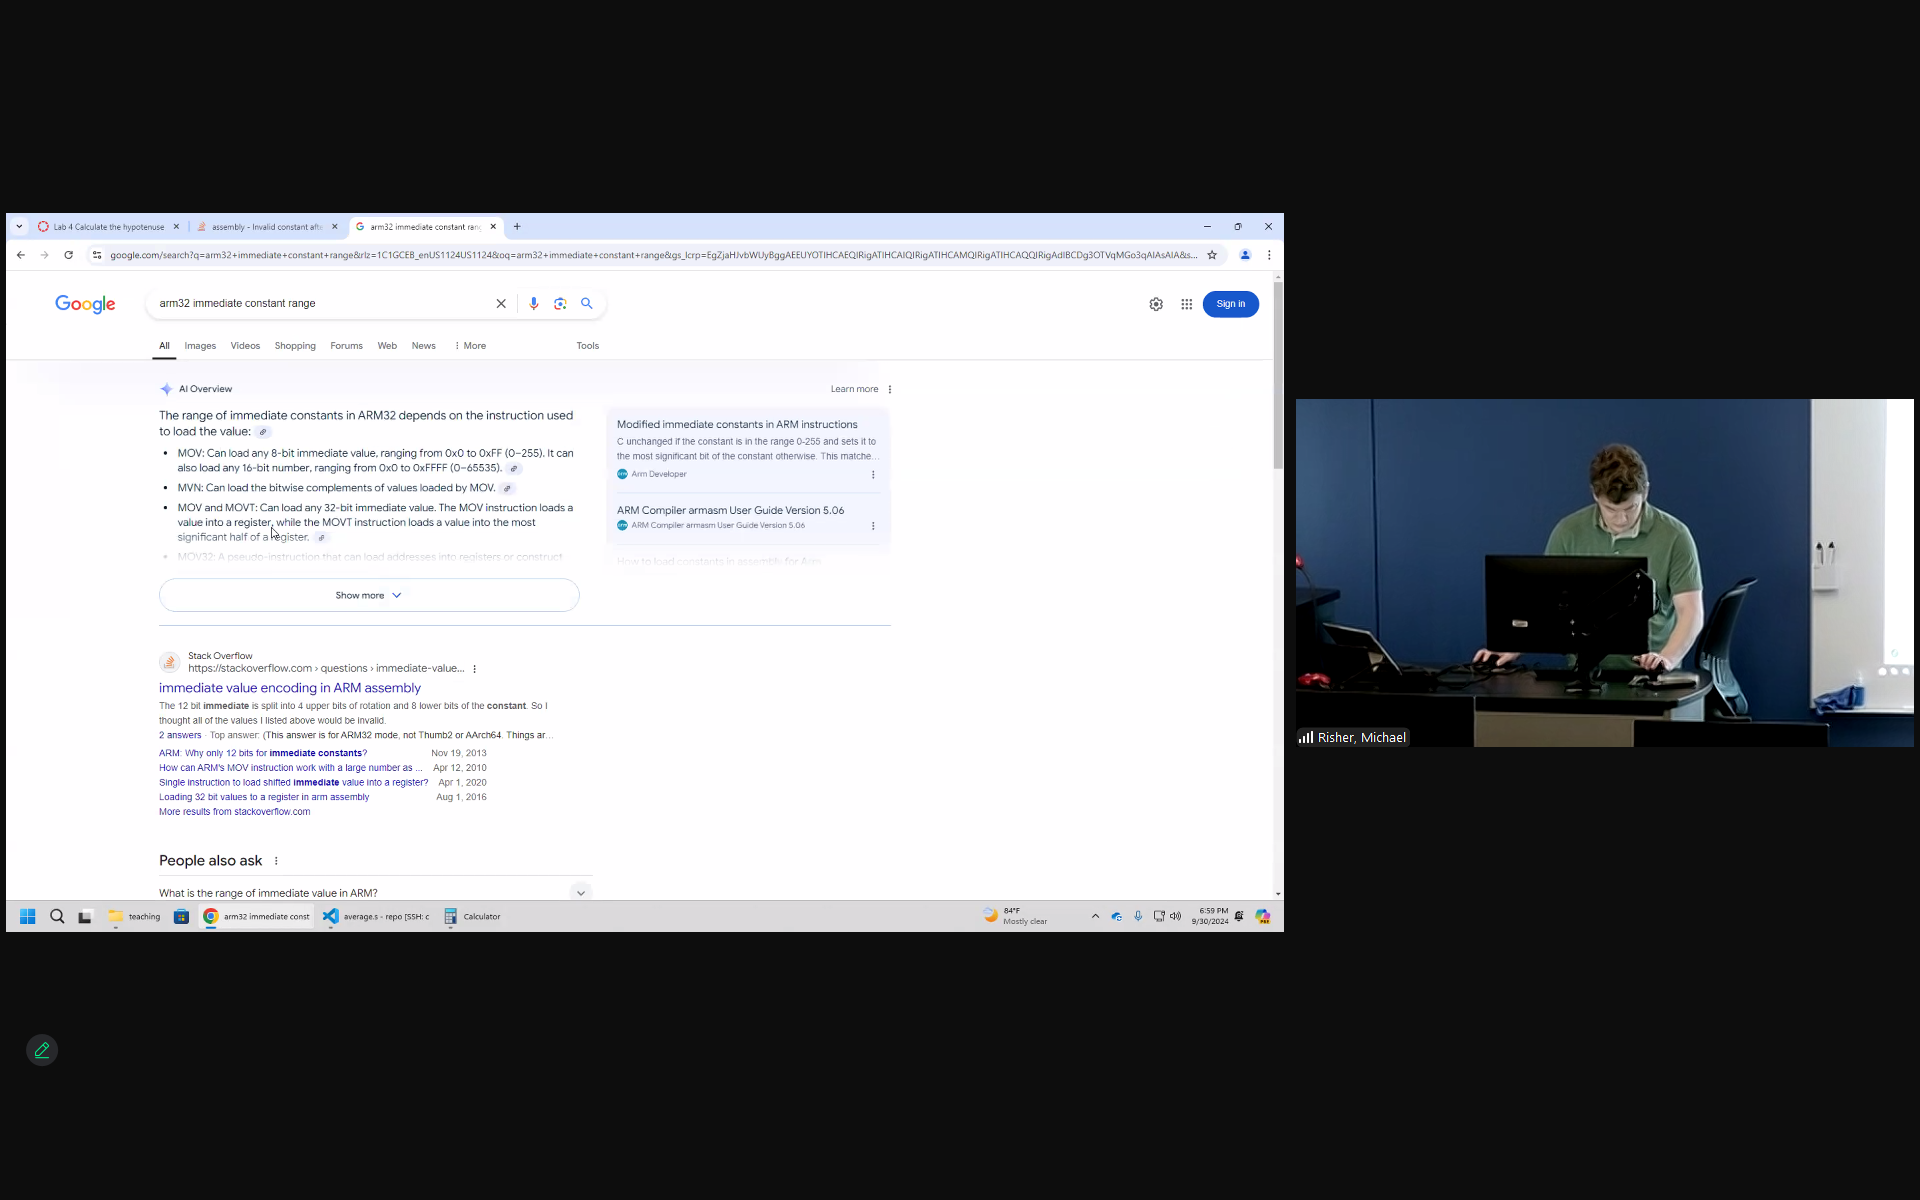 Lab 4 Calculate the hypotenuse
assembly - Invalid constant afte
arm32 immediate constant ran
google.com/search?q=arm32+immediate+constant+range&rlz=1C1GCEB_enUS1124US1124&oq=arm32+immediate+constant+range&gs_lcrp=
Google
arm32 immediate constant range
Sign in
All Images Videos Shopping Forums Web News More Tools
AI Overview
Learn more
The range of immediate constants in ARM32 depends on the instruction used
to load the value:
• MOV: Can load any 8-bit immediate value, ranging from 0x0 to 0xFF (0–255). It can
also load any 16-bit number, ranging from 0x0 to 0xFFFF (0–65535).
• MVN: Can load the bitwise complements of values loaded by MOV.
• MOV and MOVT: Can load any 32-bit immediate value. The MOV instruction loads a
value into a register, while the MOVT instruction loads a value into the most
significant half of a register.
• MOV32: A pseudo-instruction that can load addresses into registers or construct
Show more
Modified immediate constants in ARM instructions
C unchanged if the constant is in the range 0-255 and sets it to
the most significant bit of the constant otherwise. This matche...
Arm Developer
ARM Compiler armasm User Guide Version 5.06
ARM Compiler armasm User Guide Version 5.06
How to load constants in assembly for Arm
Stack Overflow
https://stackoverflow.com › questions › immediate-value...
immediate value encoding in ARM assembly
The 12 bit immediate is split into 4 upper bits of rotation and 8 lower bits of the constant. So I
thought all of the values I listed above would be invalid.
2 answers · Top answer: (This answer is for ARM32 mode, not Thumb2 or AArch64. Things ar...
ARM: Why only 12 bits for immediate constants? Nov 19, 2013
How can ARM's MOV instruction work with a large number as ... Apr 12, 2010
Single instruction to load shifted immediate value into a register? Apr 1, 2020
Loading 32 bit values to a register in arm assembly Aug 1, 2016
More results from stackoverflow.com
People also ask
What is the range of immediate value in ARM?
teaching
arm32 immediate const
average.s - repo [SSH: c
Calculator
84°F
Mostly clear
6:59 PM
9/30/2024
Risher, Michael